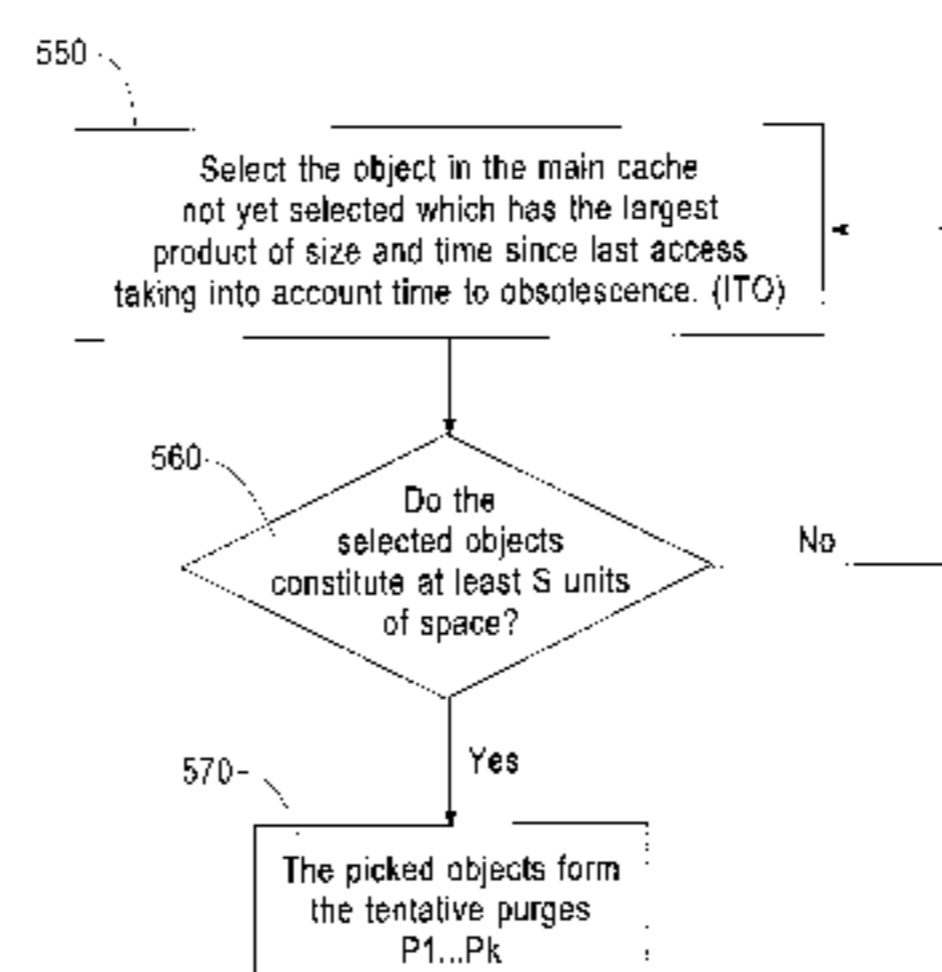 550
Select the object in the main cache
not yet selected which has the largest
product of size and time since last access
taking into account time to obsolescence. (ITO)
560
Do the
selected objects
constitute at least S units
of space?
No
Yes
570
The picked objects form
the tentative purges
P1...Pk